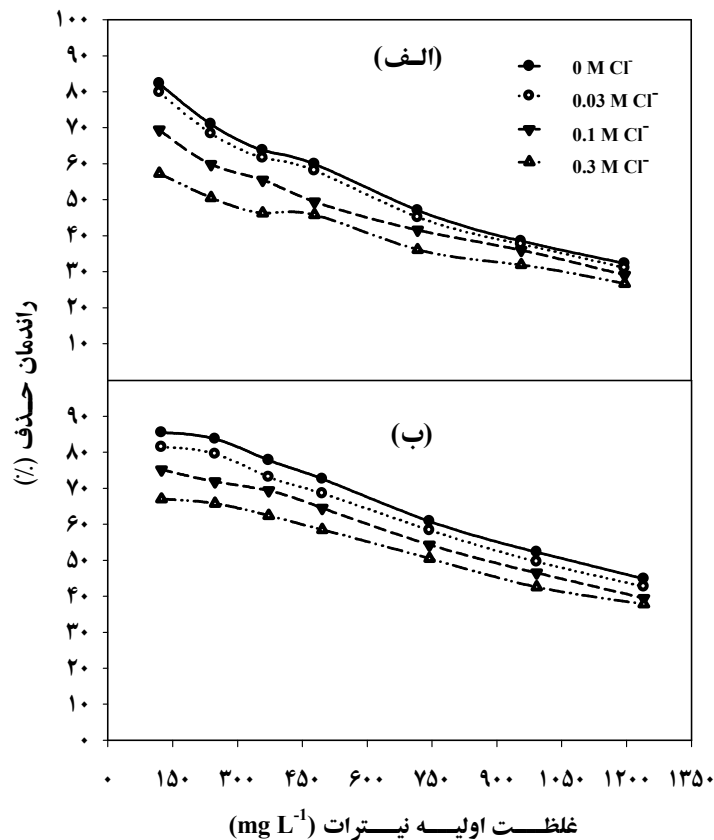 ۱۰۰
۹۰
۸۰
۷۰
۶۰
۵۰
۴۰
۳۰
۲۰
۱۰
(الـف)
0 M Cl⁻
0.03 M Cl⁻
0.1 M Cl⁻
0.3 M Cl⁻
راندمان حـــذف (٪)
۹۰
۸۰
۷۰
۶۰
۵۰
۴۰
۳۰
۲۰
۱۰
۰
(ب)
۰ ۱۵۰ ۳۰۰ ۴۵۰ ۶۰۰ ۷۵۰ ۹۰۰ ۱۰۵۰ ۱۲۰۰ ۱۳۵۰
غلظـــت اولیـــه نیـــترات (mg L⁻¹)